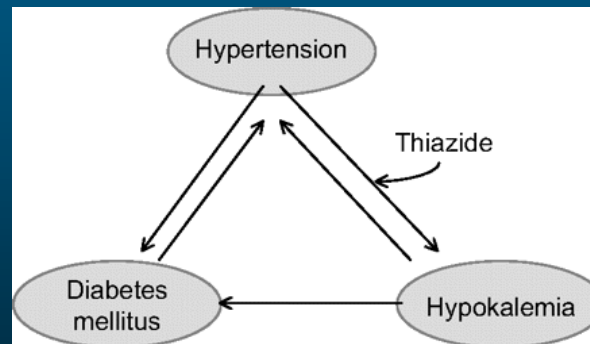 Hypertension
Thiazide
Diabetes
mellitus
Hypokalemia